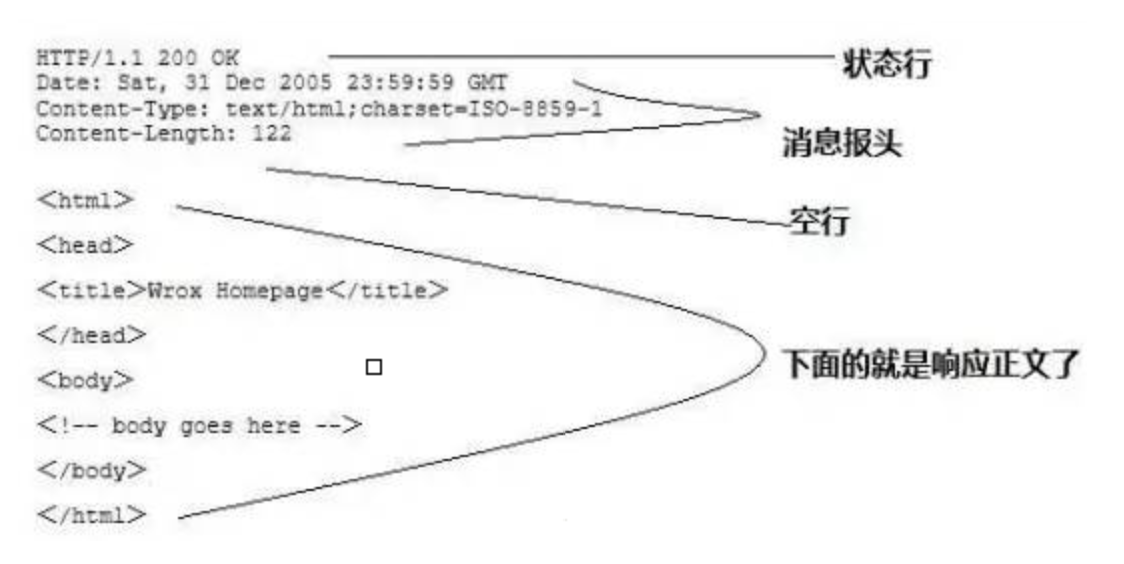 HTTP/1.1 200 OK
状态行
Date: Sat, 31 Dec 2005 23:59:59 GMT
Content-Type: text/html;charset=ISO-8859-1
Content-Length: 122
消息报头
空行
<html>
<head>
<title>Wrox Homepage</title>
</head>
<body>
<!-- body goes here -->
</body>
</html>
下面的就是响应正文了